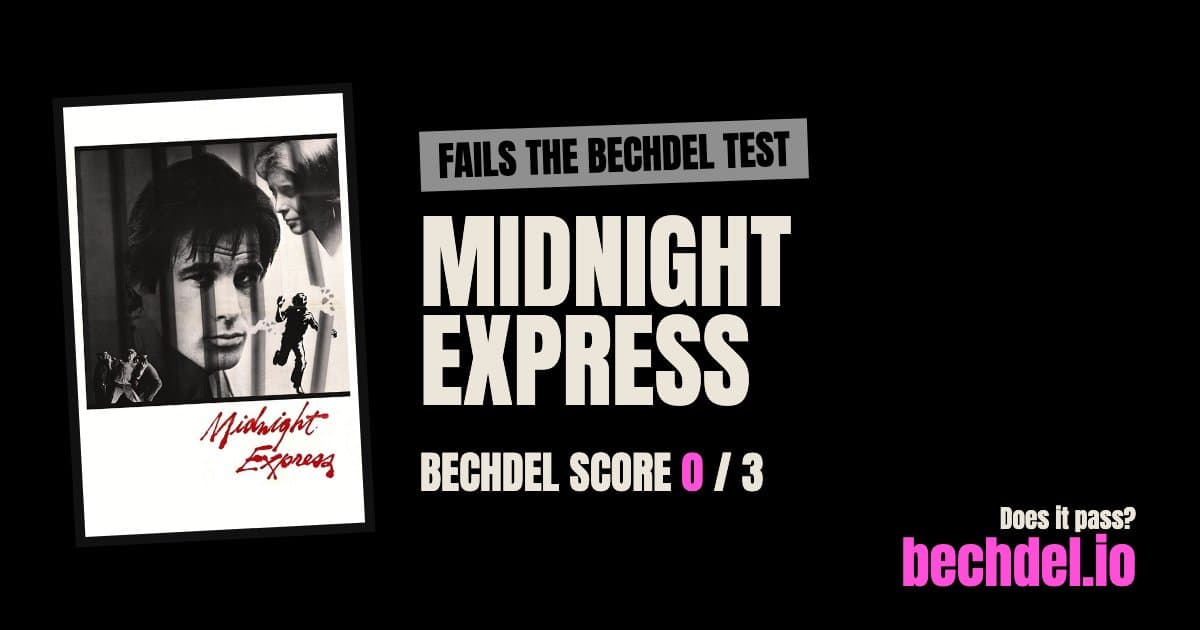 FAILS THE BECHDEL TEST
MIDNIGHT
EXPRESS
BECHDEL SCORE 0 / 3
Midnight
Express
Does it pass?
bechdel.io